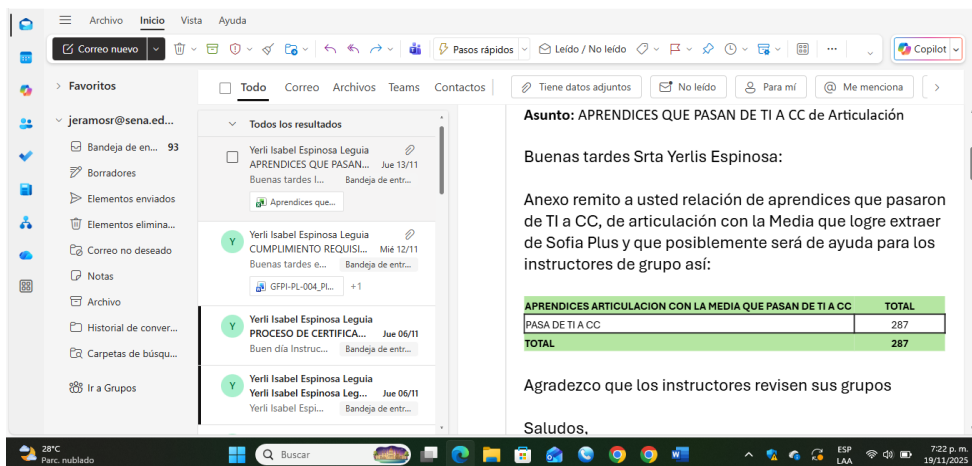 Archivo Inicio Vista Ayuda
Correo nuevo
Pasos rápidos
Leído / No leído
Copilot
Favoritos
jeramosr@sena.ed...
Bandeja de en... 93
Borradores
Elementos enviados
Elementos elimina...
Correo no deseado
Notas
Archivo
Historial de conver...
Carpetas de búsqu...
Ir a Grupos
Todo Correo Archivos Teams Contactos
Tiene datos adjuntos
No leído
Para mí
Me menciona
Todos los resultados
Yerli Isabel Espinosa Leguia
APRENDICES QUE PASAN... Jue 13/11
Buenas tardes I... Bandeja de entr...
Aprendices que...
Y
Yerli Isabel Espinosa Leguia
CUMPLIMIENTO REQUISI... Mié 12/11
Buenas tardes e... Bandeja de entr...
GFPI-PL-004_Pl... +1
Y
Yerli Isabel Espinosa Leguia
PROCESO DE CERTIFICA... Jue 06/11
Buen día Instruc... Bandeja de entr...
Y
Yerli Isabel Espinosa Leguia
Yerli Isabel Espinosa Leg... Jue 06/11
Yerli Isabel Espi... Bandeja de entr...
Asunto: APRENDICES QUE PASAN DE TI A CC de Articulación
Buenas tardes Srta Yerlis Espinosa:
Anexo remito a usted relación de aprendices que pasaron
de TI a CC, de articulación con la Media que logre extraer
de Sofia Plus y que posiblemente será de ayuda para los
instructores de grupo así:
APRENDICES ARTICULACION CON LA MEDIA QUE PASAN DE TI A CC TOTAL
PASA DE TI A CC 287
TOTAL 287
Agradezco que los instructores revisen sus grupos
Saludos,
28°C
Parc. nublado
Buscar
ESP
LAA
7:22 p. m.
19/11/2025